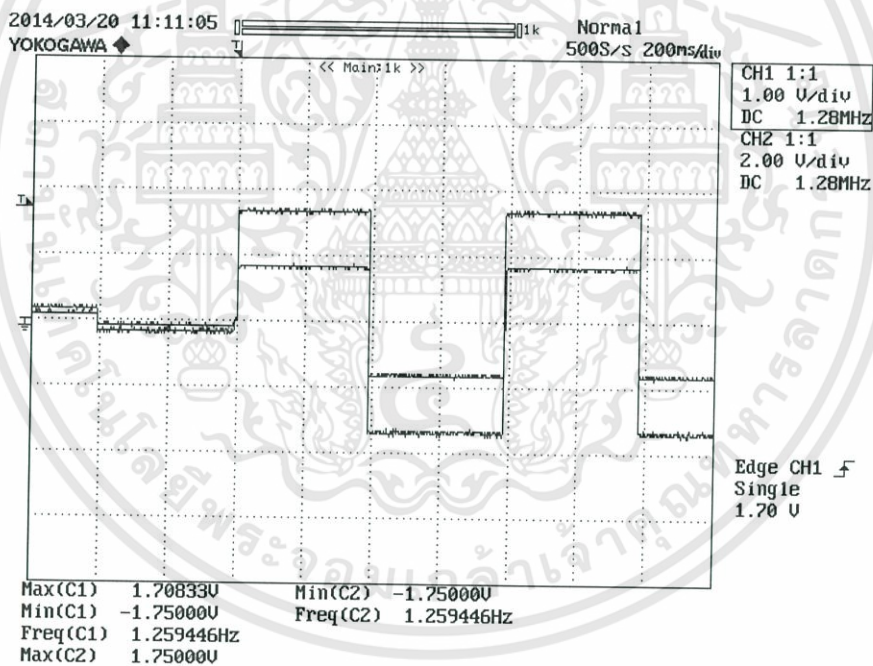 2014/03/20 11:11:05
YOKOGAWA
1k
Normal
500S/s 200ms/div
<< Main:1k >>
CH1 1:1
1.00 V/div
DC 1.28MHz
CH2 1:1
2.00 V/div
DC 1.28MHz
T
T
Edge CH1
Single
1.70 V
Max(C1) 1.70833V
Min(C1) -1.75000V
Freq(C1) 1.259446Hz
Max(C2) 1.75000V
Min(C2) -1.75000V
Freq(C2) 1.259446Hz